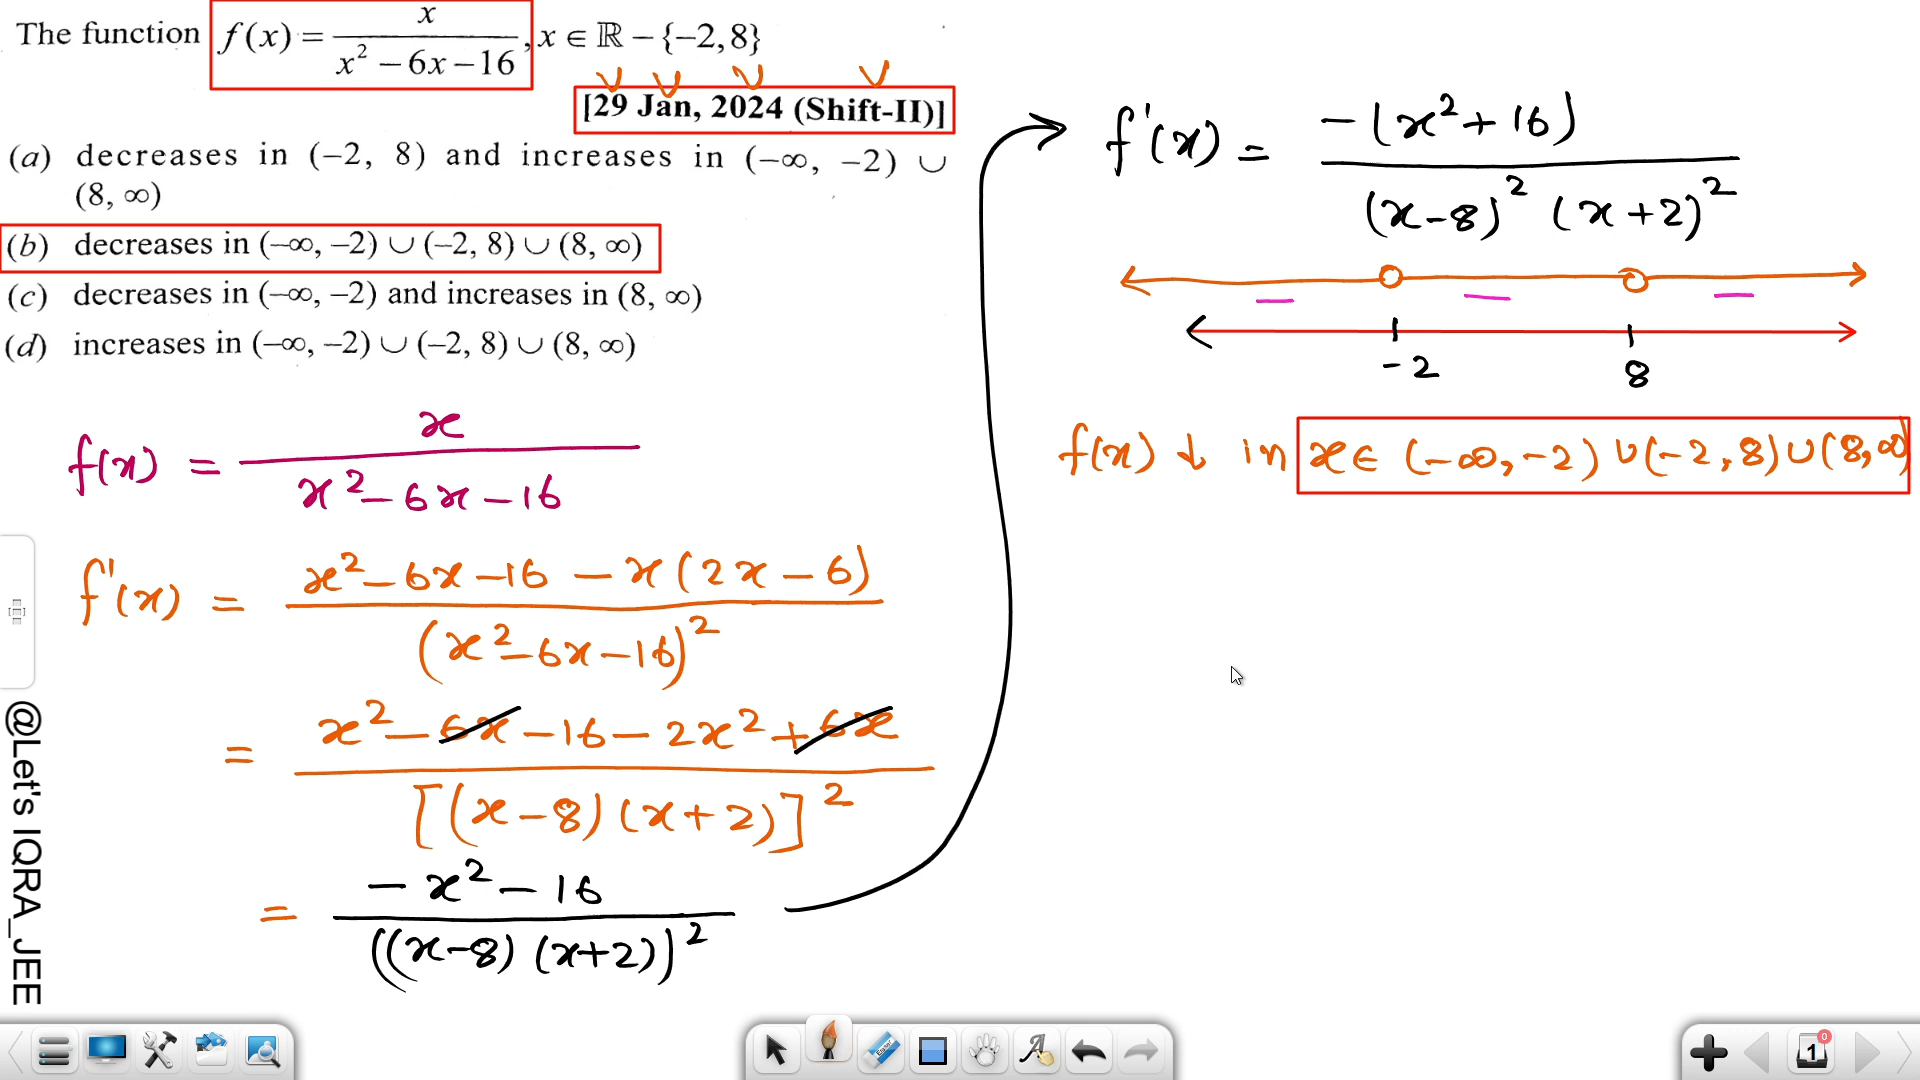 The function f(x) = x / (x² – 6x – 16), x ∈ ℝ – {–2, 8}
[29 Jan, 2024 (Shift-II)]
(a) decreases in (–2, 8) and increases in (–∞, –2) ∪
(8, ∞)
(b) decreases in (–∞, –2) ∪ (–2, 8) ∪ (8, ∞)
(c) decreases in (–∞, –2) and increases in (8, ∞)
(d) increases in (–∞, –2) ∪ (–2, 8) ∪ (8, ∞)
f(x) = x / (x² – 6x – 16)
f'(x) = (x² – 6x – 16 – x(2x – 6)) / (x² – 6x – 16)²
= (x² – 6x – 16 – 2x² + 6x) / [(x – 8)(x + 2)]²
= (– x² – 16) / ((x – 8)(x + 2))²
f'(x) = –(x² + 16) / (x – 8)² (x + 2)²
– – –
–2 8
f(x) ↓ in x ∈ (–∞, –2) ∪ (–2, 8) ∪ (8, ∞)
@Let's IQRA_JEE
Eraser
A
1
0